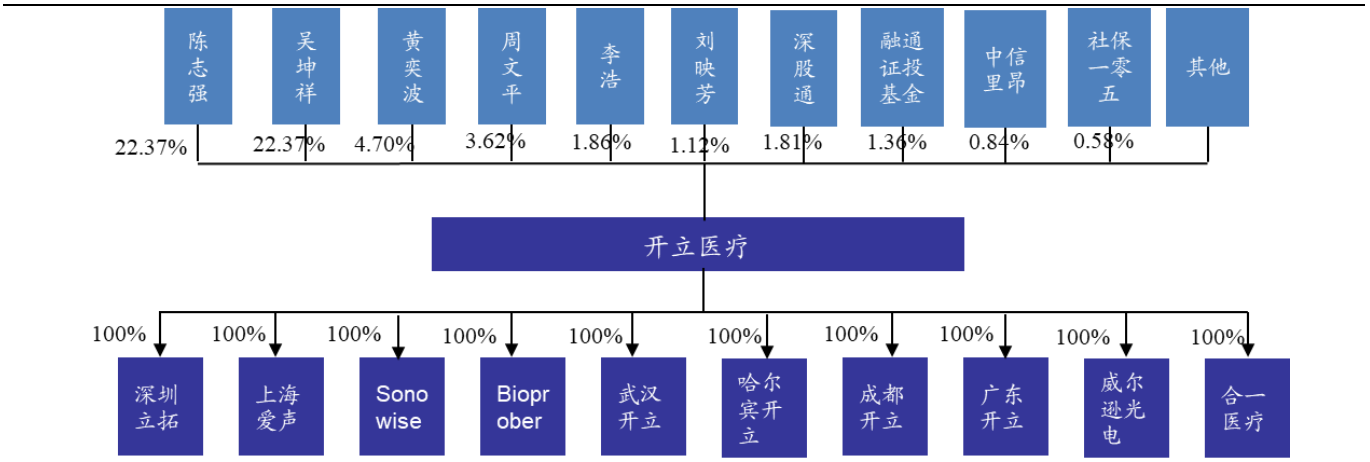 陈
志
强
吴
坤
祥
黄
奕
波
周
文
平
李
浩
刘
映
芳
深
股
通
融通
证投
基金
中信
里昂
社保
一零
五
其他
22.37%
22.37%
4.70%
3.62%
1.86%
1.12%
1.81%
1.36%
0.84%
0.58%
开立医疗
100%
100%
100%
100%
100%
100%
100%
100%
100%
100%
深圳
立拓
上海
爱声
Sono
wise
Biopr
ober
武汉
开立
哈尔
宾开
立
成都
开立
广东
开立
威尔
逊光
电
合一
医疗